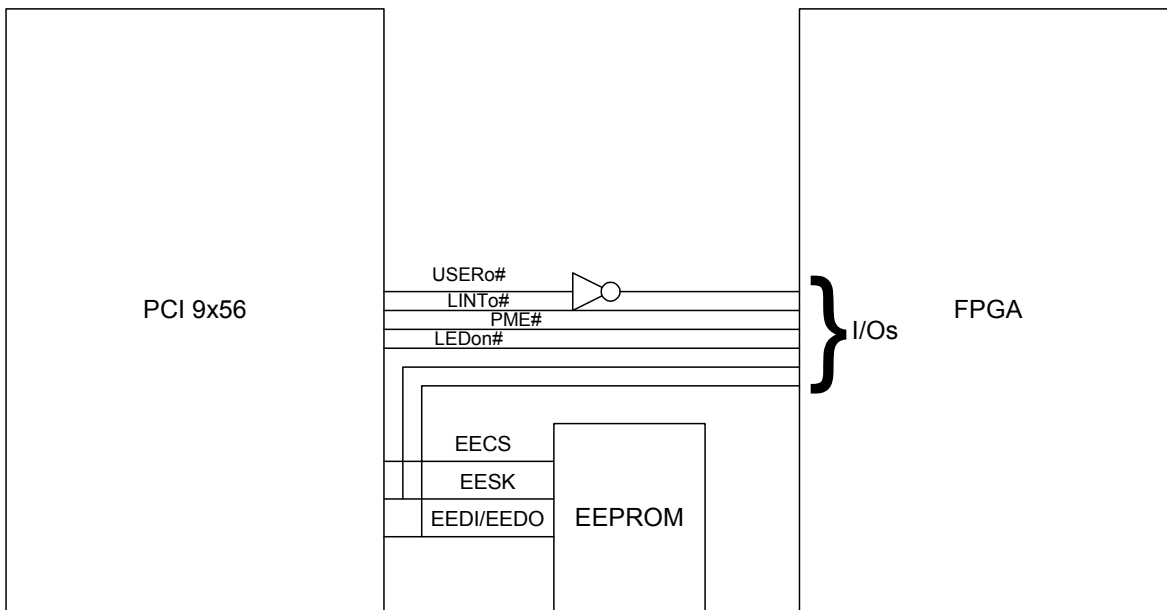 USERo#
LINTo#
PCI 9x56
PME#
FPGA
LEDon#
} I/Os
EECS
EESK
EEDI/EEDO
EEPROM